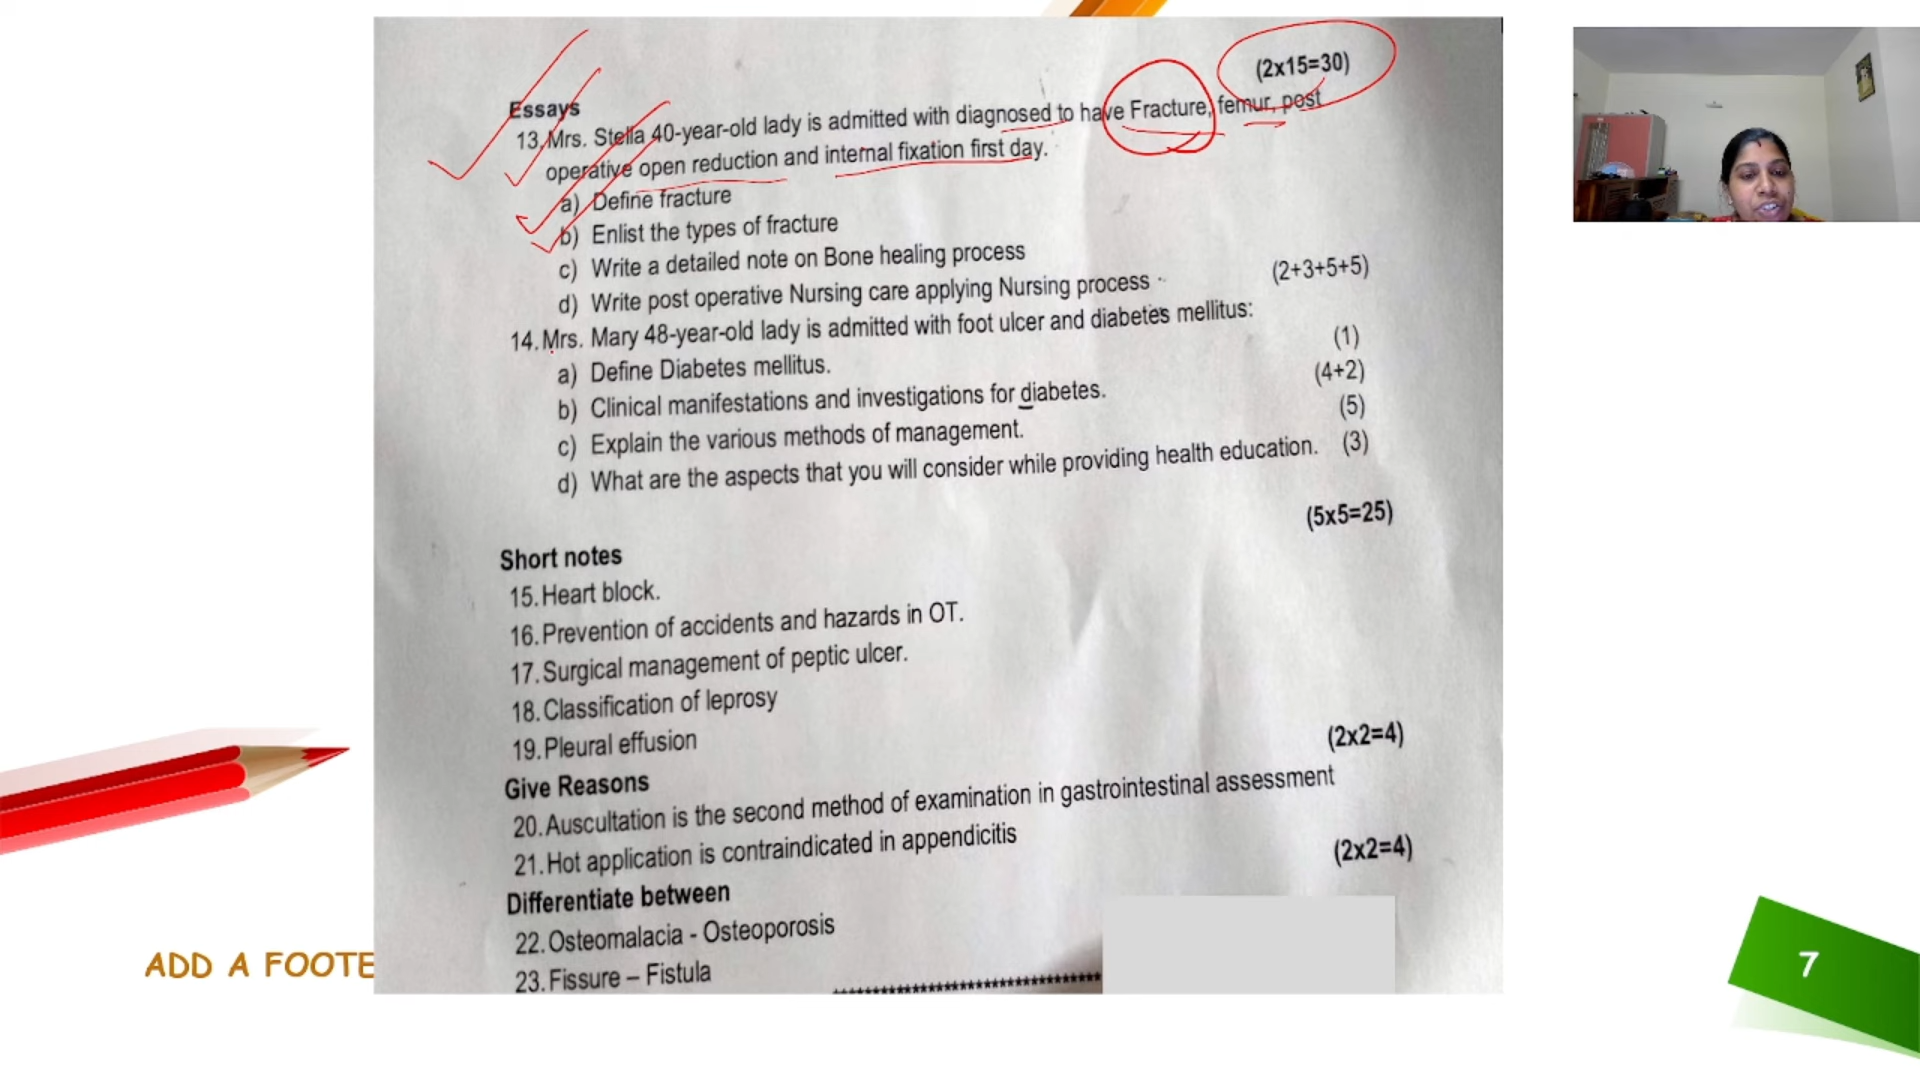 (2x15=30)
Essays
13.Mrs. Stella 40-year-old lady is admitted with diagnosed to have Fracture, femur, post
operative open reduction and internal fixation first day.
a) Define fracture
b) Enlist the types of fracture
c) Write a detailed note on Bone healing process
d) Write post operative Nursing care applying Nursing process (2+3+5+5)
14.Mrs. Mary 48-year-old lady is admitted with foot ulcer and diabetes mellitus:
a) Define Diabetes mellitus. (1)
b) Clinical manifestations and investigations for diabetes. (4+2)
c) Explain the various methods of management. (5)
d) What are the aspects that you will consider while providing health education. (3)
(5x5=25)
Short notes
15.Heart block.
16.Prevention of accidents and hazards in OT.
17.Surgical management of peptic ulcer.
18.Classification of leprosy
19.Pleural effusion
(2x2=4)
Give Reasons
20.Auscultation is the second method of examination in gastrointestinal assessment
21.Hot application is contraindicated in appendicitis
(2x2=4)
Differentiate between
22.Osteomalacia - Osteoporosis
23.Fissure – Fistula
ADD A FOOTE
7